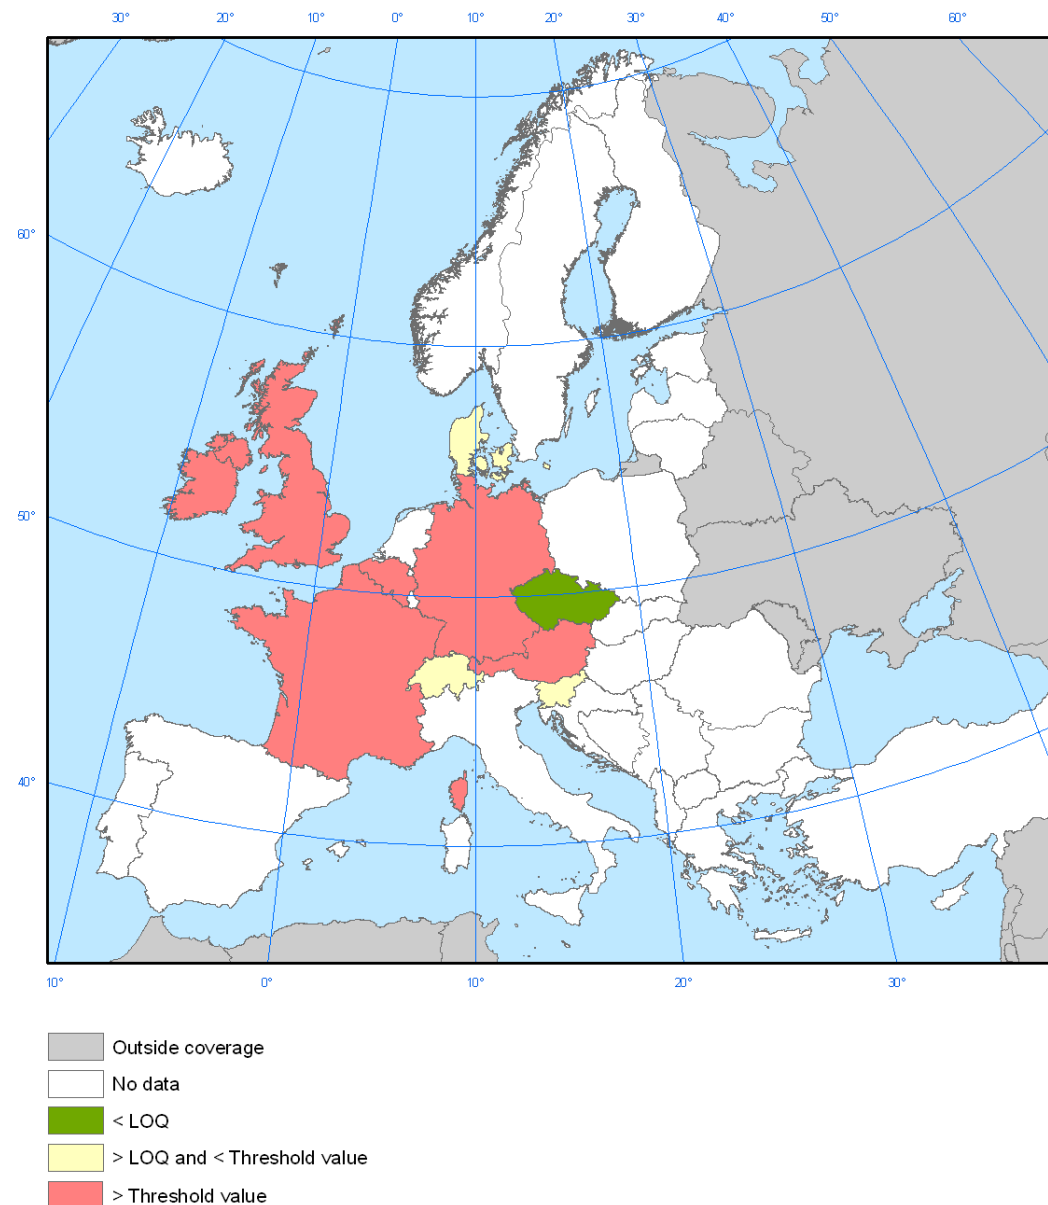 30° 20° 10° 0° 10° 20° 30° 40° 50° 60°
60°
50°
40°
10° 0° 10° 20° 30°
Outside coverage
No data
< LOQ
> LOQ and < Threshold value
> Threshold value